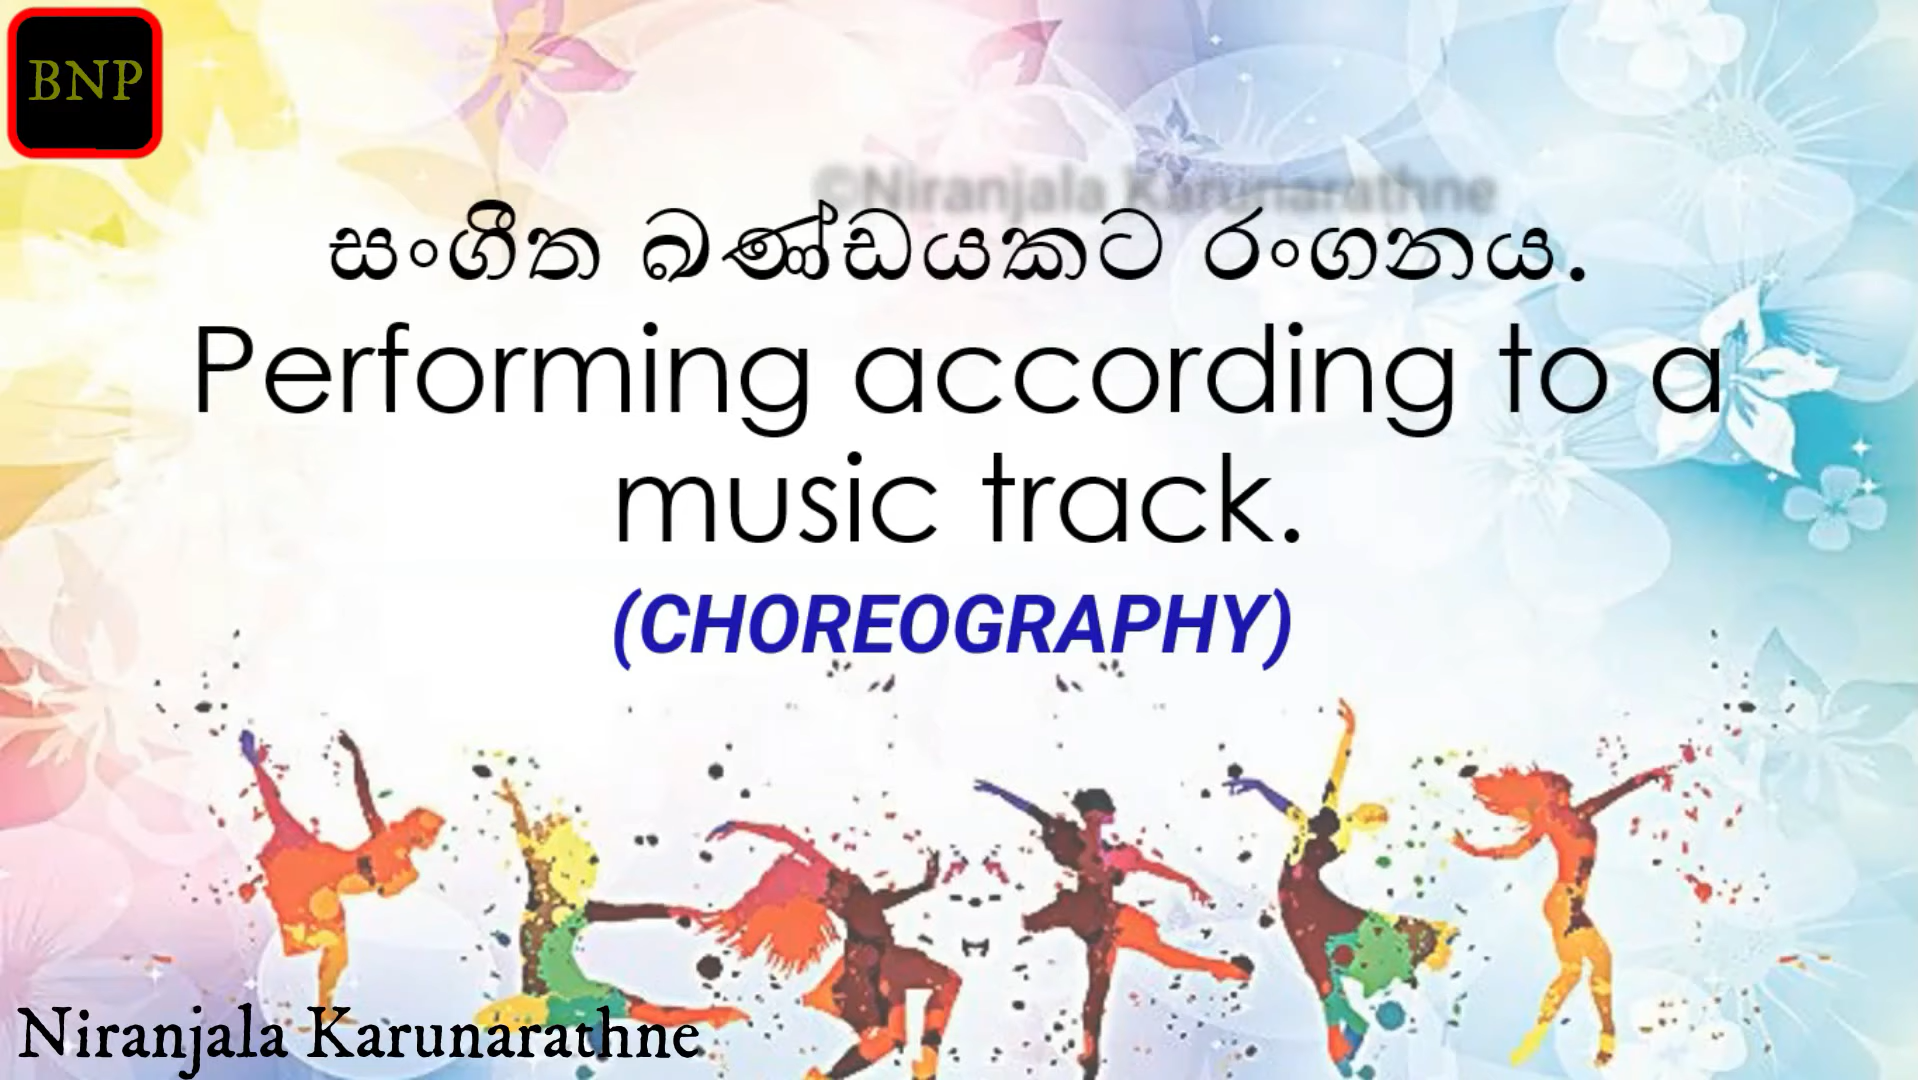 BNP
©Niranjala Karunarathne
සංගීත ඛණ්ඩයකට රංගනය.
Performing according to a
music track.
(CHOREOGRAPHY)
Niranjala Karunarathne